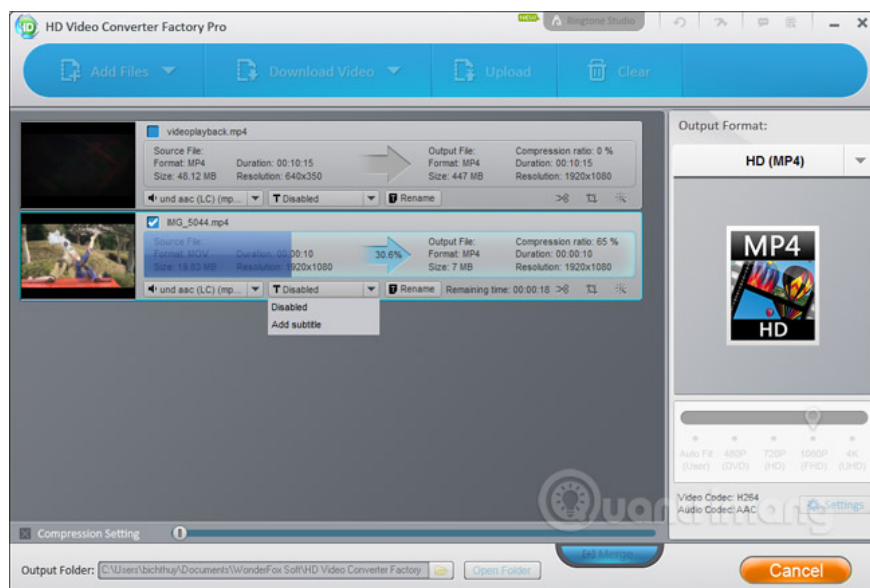 HD Video Converter Factory Pro
NEW
Ringtone Studio
Add Files
Download Video
Upload
Clear
videoplayback.mp4
Source File:
Format: MP4 Duration: 00:10:15
Size: 48.12 MB Resolution: 640x350
Output File: Compression ratio: 0 %
Format: MP4 Duration: 00:10:15
Size: 447 MB Resolution: 1920x1080
und aac (LC) (mp... T Disabled T Rename
IMG_5044.mp4
Source File:
Format: MOV Duration: 00:00:10
Size: 19.83 MB Resolution: 1920x1080
30.6%
Output File: Compression ratio: 65 %
Format: MP4 Duration: 00:00:10
Size: 7 MB Resolution: 1920x1080
und aac (LC) (mp... T Disabled T Rename Remaining time: 00:00:18
Disabled
Add subtitle
Output Format:
HD (MP4)
MP4
HD
Auto Fit 480P 720P 1080P 4K
(User) (DVD) (HD) (FHD) (UHD)
Video Codec: H264
Audio Codec: AAC
Settings
Quantrimang
Compression Setting
[+] Merge
Output Folder: C:\Users\bichthuy\Documents\WonderFox Soft\HD Video Converter Factory
Open Folder
Cancel